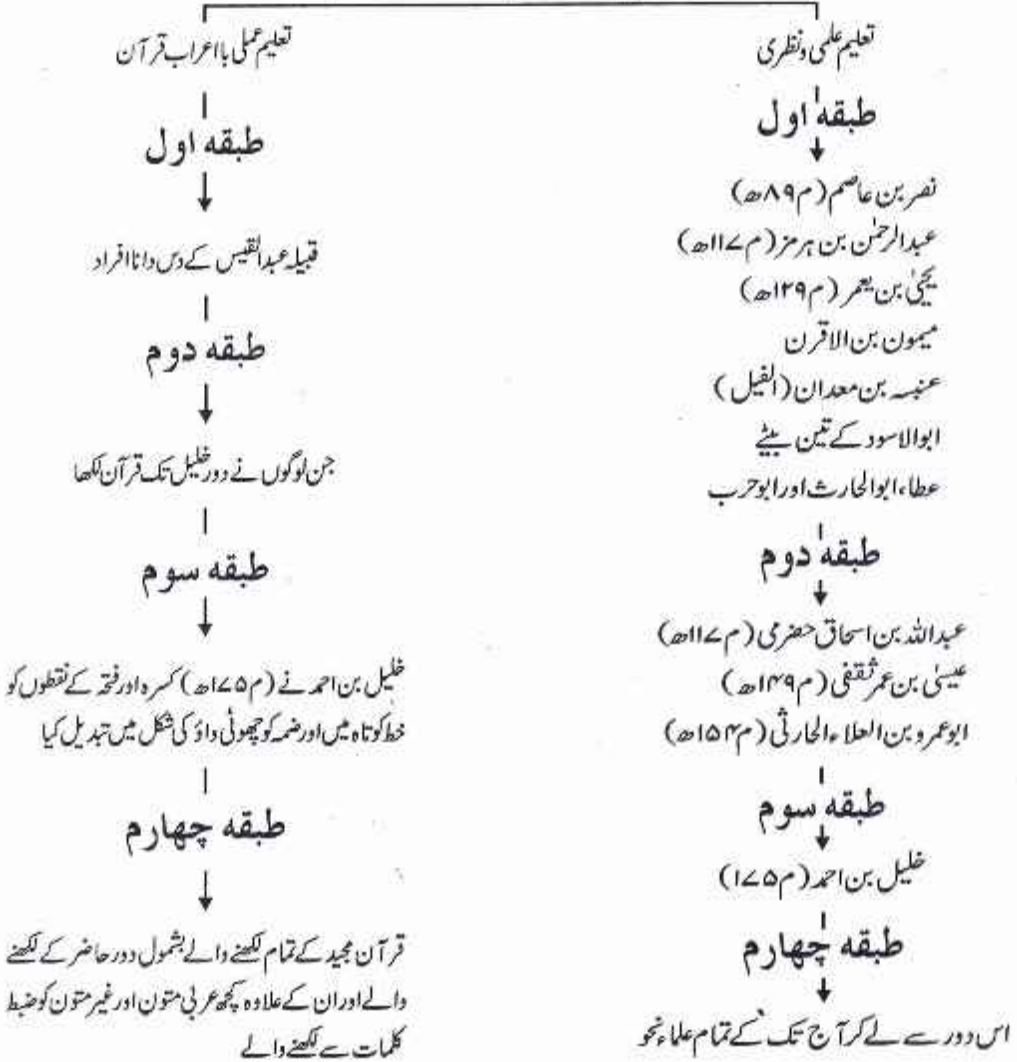 تعلیم علمی و نظری
طبقہ اول
نصر بن عاصم (م ۸۹ھ)
عبدالرحمٰن بن ہرمز (م ۱۱۷ھ)
یحییٰ بن یعمر (م ۱۲۹ھ)
میمون بن الاقرن
عنبسہ بن معدان (الفیل)
ابوالاسود کے تین بیٹے
عطاء، ابوالحارث اور ابوحرب
طبقہ دوم
عبداللہ بن اسحاق حضرمی (م ۱۱۷ھ)
عیسیٰ بن عمر ثقفی (م ۱۴۹ھ)
ابوعمرو بن العلاء الحارثی (م ۱۵۴ھ)
طبقہ سوم
خلیل بن احمد (م ۱۷۵)
طبقہ چہارم
اس دور سے لے کر آج تک کے تمام علماء نحو
تعلیم عملی با اعراب قرآن
طبقہ اول
قبیلہ عبدالقیس کے دس دانا افراد
طبقہ دوم
جن لوگوں نے دور خلیل تک قرآن لکھا
طبقہ سوم
خلیل بن احمد نے (م ۱۷۵ھ) کسرہ اور فتحہ کے نقطوں کو
خط کوتاہ میں اور ضمہ کو چھوٹی واؤ کی شکل میں تبدیل کیا
طبقہ چہارم
قرآن مجید کے تمام لکھنے والے بشمول دور حاضر کے لکھنے
والے اور ان کے علاوہ کچھ عربی متون اور غیر متون کو ضبط
کلمات سے لکھنے والے